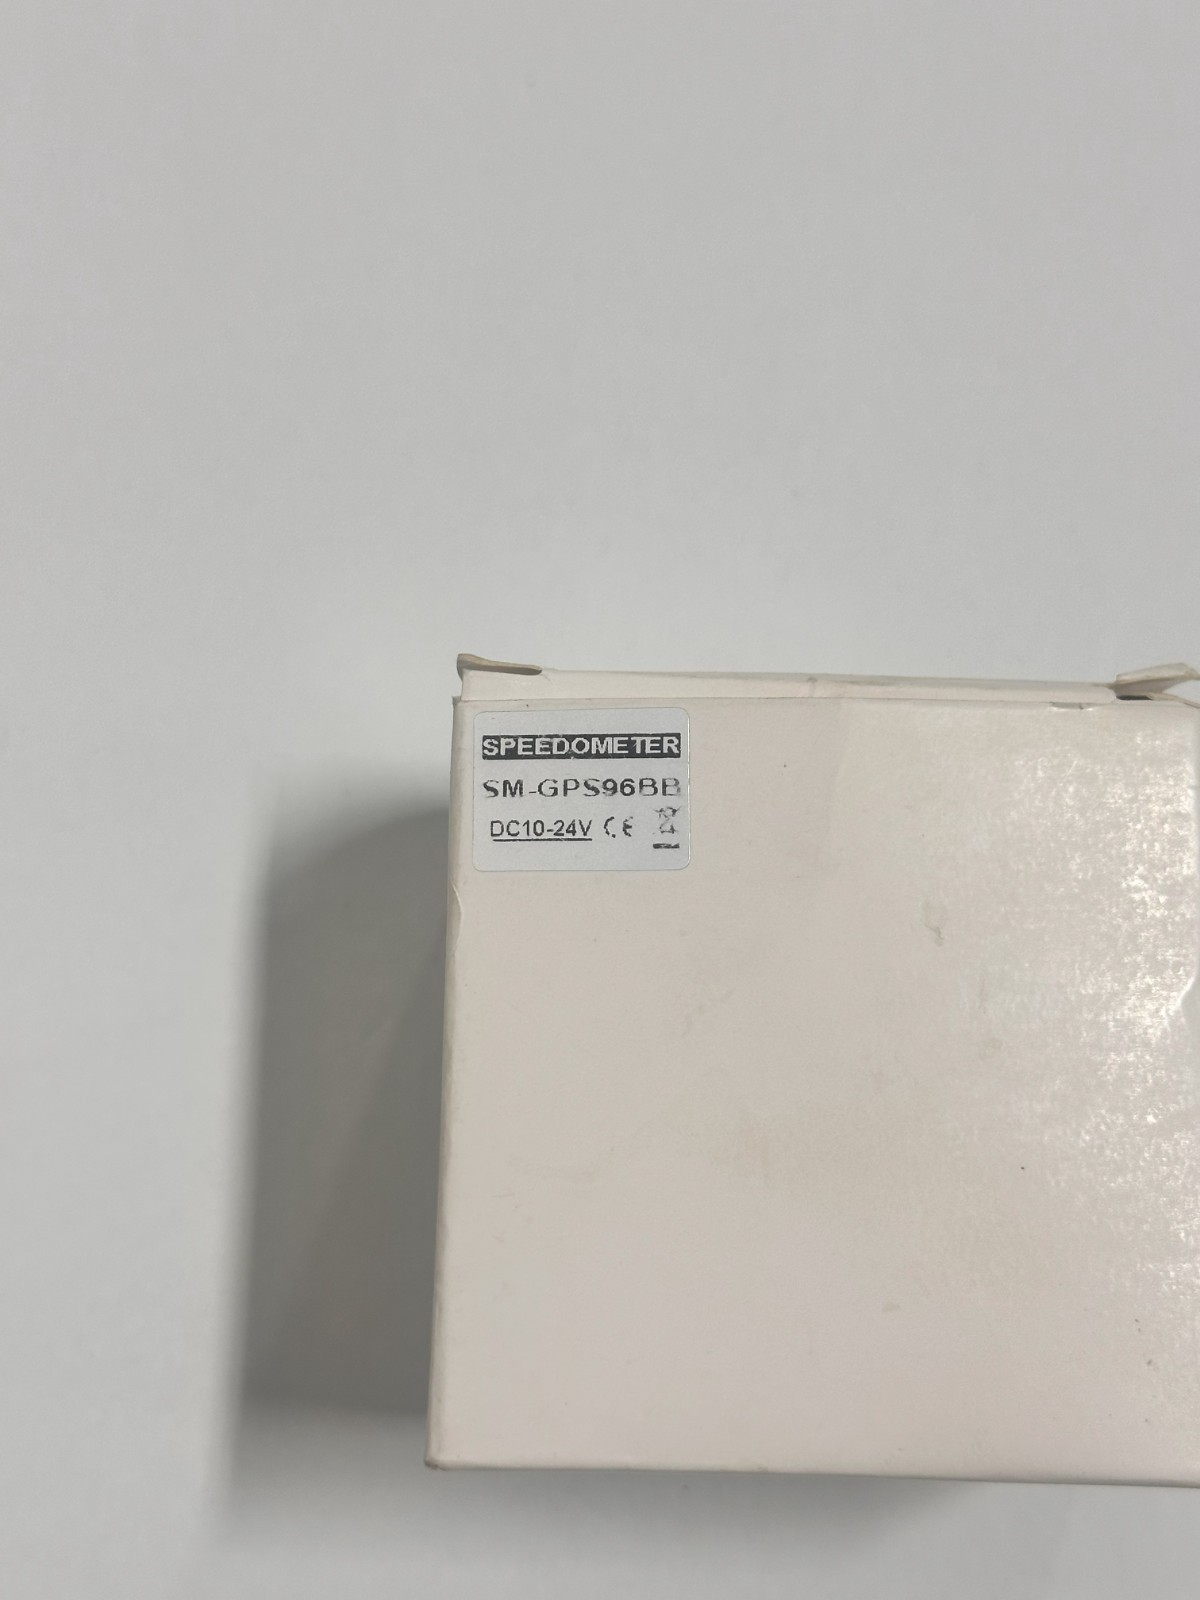 SPEEDOMETER
SM-GPS96BB
DC10-24V CE